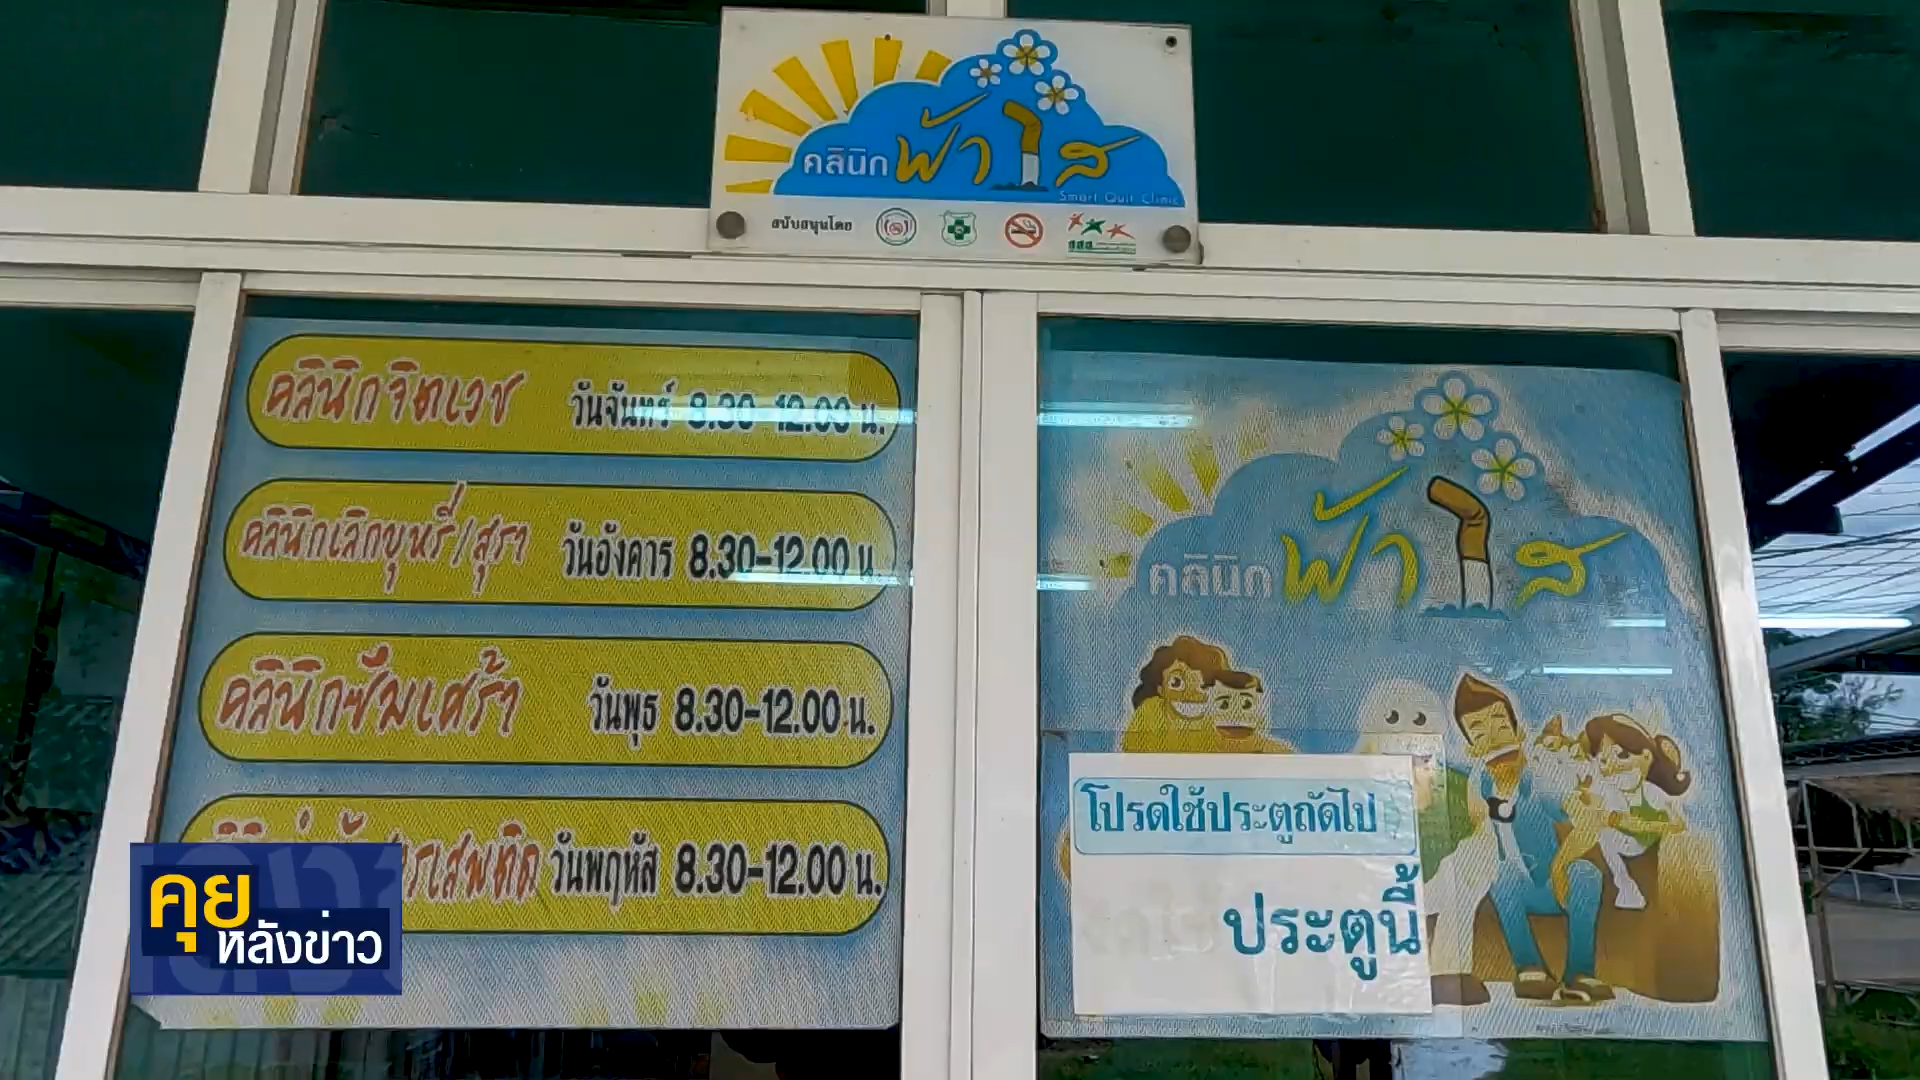 คลินิก ฟ้าใส
Smart Quit Clinic
สนับสนุนโดย
สสส
คลินิกจิตเวช วันจันทร์ 8.30-12.00 น.
คลินิกเลิกบุหรี่/สุรา วันอังคาร 8.30-12.00 น.
คลินิกซึมเศร้า วันพุธ 8.30-12.00 น.
วันพฤหัส 8.30-12.00 น.
คลินิก ฟ้าใส
โปรดใช้ประตูถัดไป
ประตูนี้
คุย
หลังข่าว